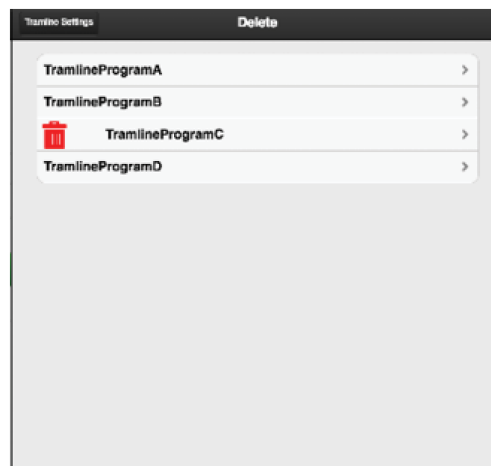 Tramline Settings
Delete
TramlineProgramA
TramlineProgramB
TramlineProgramC
TramlineProgramD